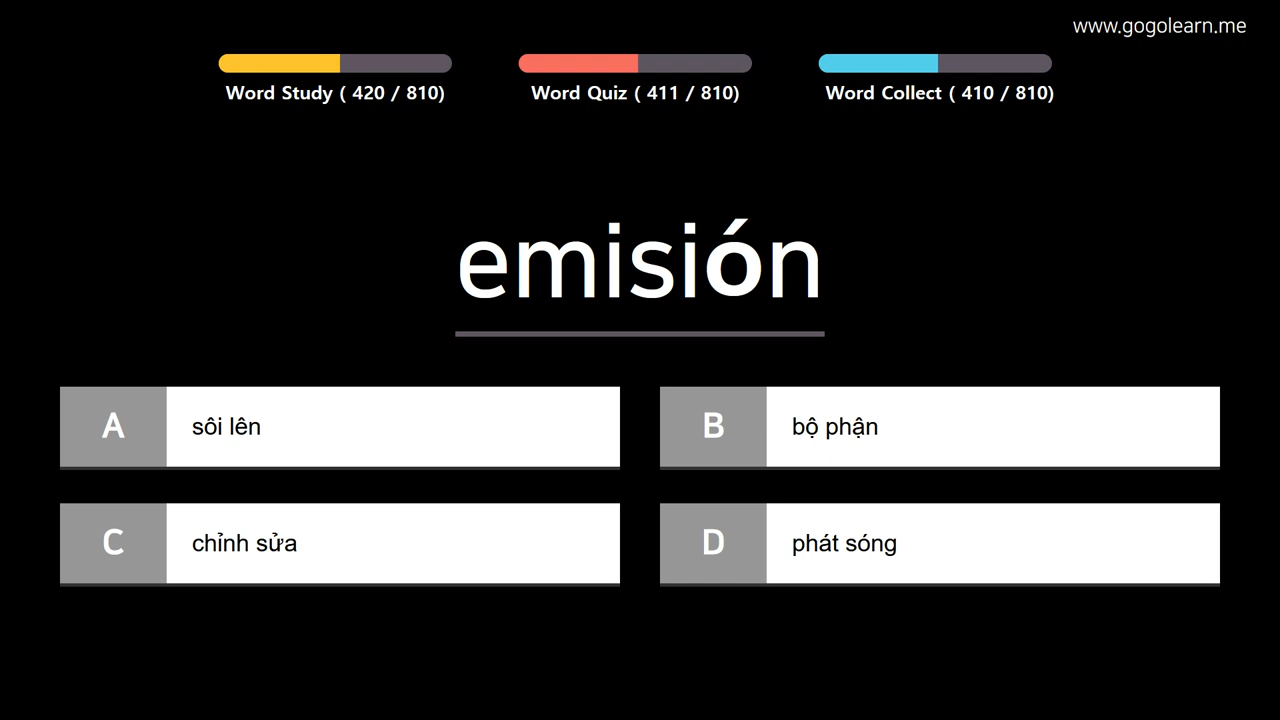 www.gogolearn.me
Word Study ( 420 / 810)
Word Quiz ( 411 / 810)
Word Collect ( 410 / 810)
emisión
A
sôi lên
B
bộ phận
C
chỉnh sửa
D
phát sóng